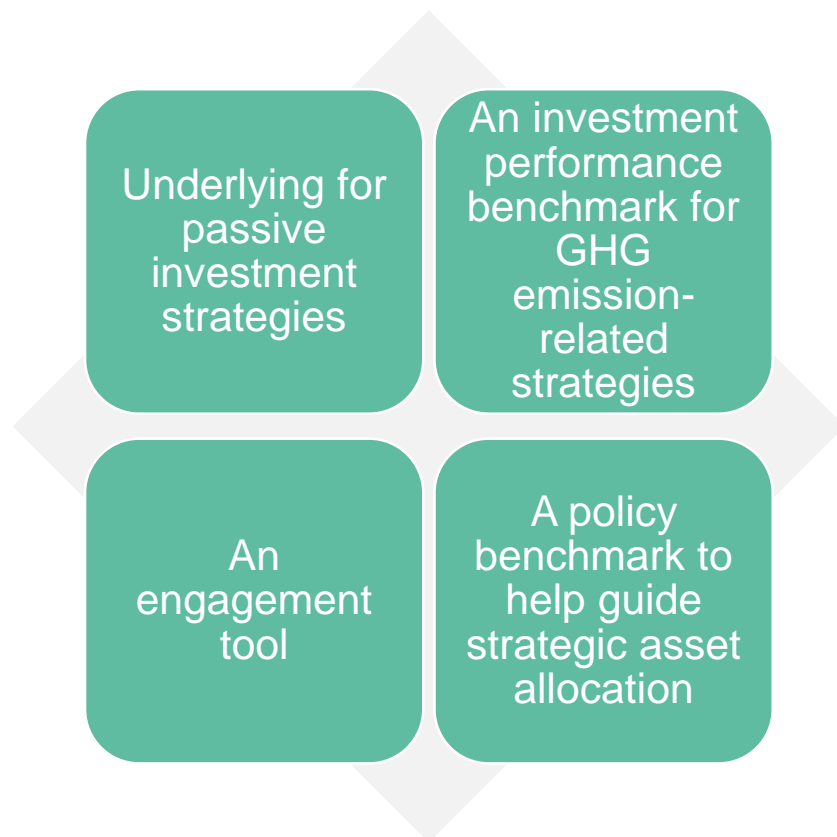 Underlying for
passive
investment
strategies
An investment
performance
benchmark for
GHG
emission-
related
strategies
An
engagement
tool
A policy
benchmark to
help guide
strategic asset
allocation